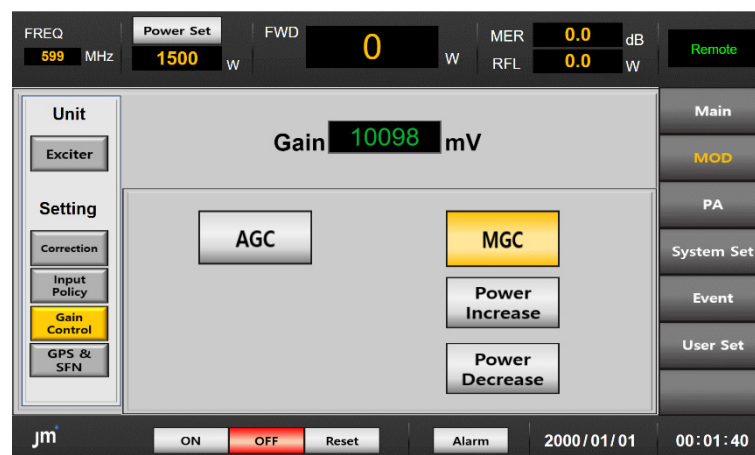 FREQ
599 MHz
Power Set
1500 W
FWD
0 W
MER 0.0 dB
RFL 0.0 W
Remote
Unit
Exciter
Setting
Correction
Input
Policy
Gain
Control
GPS &
SFN
Gain 10098 mV
AGC
MGC
Power
Increase
Power
Decrease
Main
MOD
PA
System Set
Event
User Set
Jm
ON
OFF
Reset
Alarm
2000/01/01
00:01:40